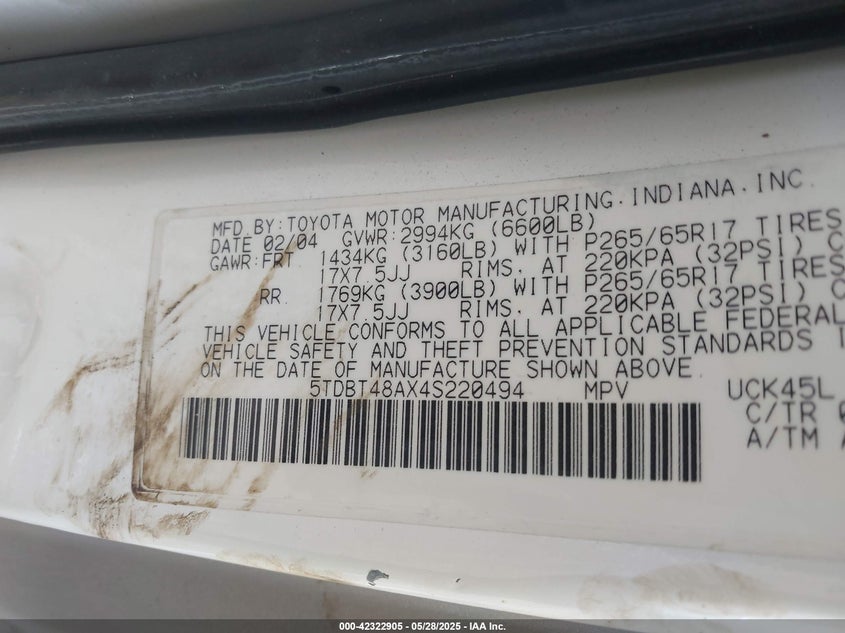 MFD BY:TOYOTA MOTOR MANUFACTURING.INDIANA.INC.
DATE 02/04 GVWR:2994KG (6600LB)
GAWR:FRT. 1434KG (3160LB) WITH P265/65R17 TIRES
17X7.5JJ RIMS. AT 220KPA (32PSI) C
RR. 1769KG (3900LB) WITH P265/65R17 TIRES
17X7.5JJ RIMS. AT 220KPA (32PSI) C
THIS VEHICLE CONFORMS TO ALL APPLICABLE FEDERAL
VEHICLE SAFETY AND THEFT PREVENTION STANDARDS I
ON THE DATE OF MANUFACTURE SHOWN ABOVE.
5TDBT48AX4S220494 MPV UCK45L
C/TR
A/TM A
000-42322905 - 05/28/2025 - IAA Inc.